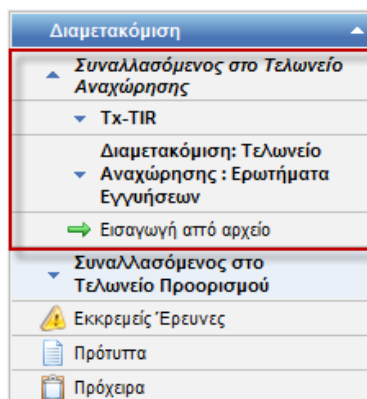 Διαμετακόμιση
Συναλλασόμενος στο Τελωνείο
Αναχώρησης
Tx-TIR
Διαμετακόμιση: Τελωνείο
Αναχώρησης : Ερωτήματα
Εγγυήσεων
Εισαγωγή από αρχείο
Συναλλασόμενος στο
Τελωνείο Προορισμού
Εκκρεμείς Έρευνες
Πρότυπα
Πρόχειρα